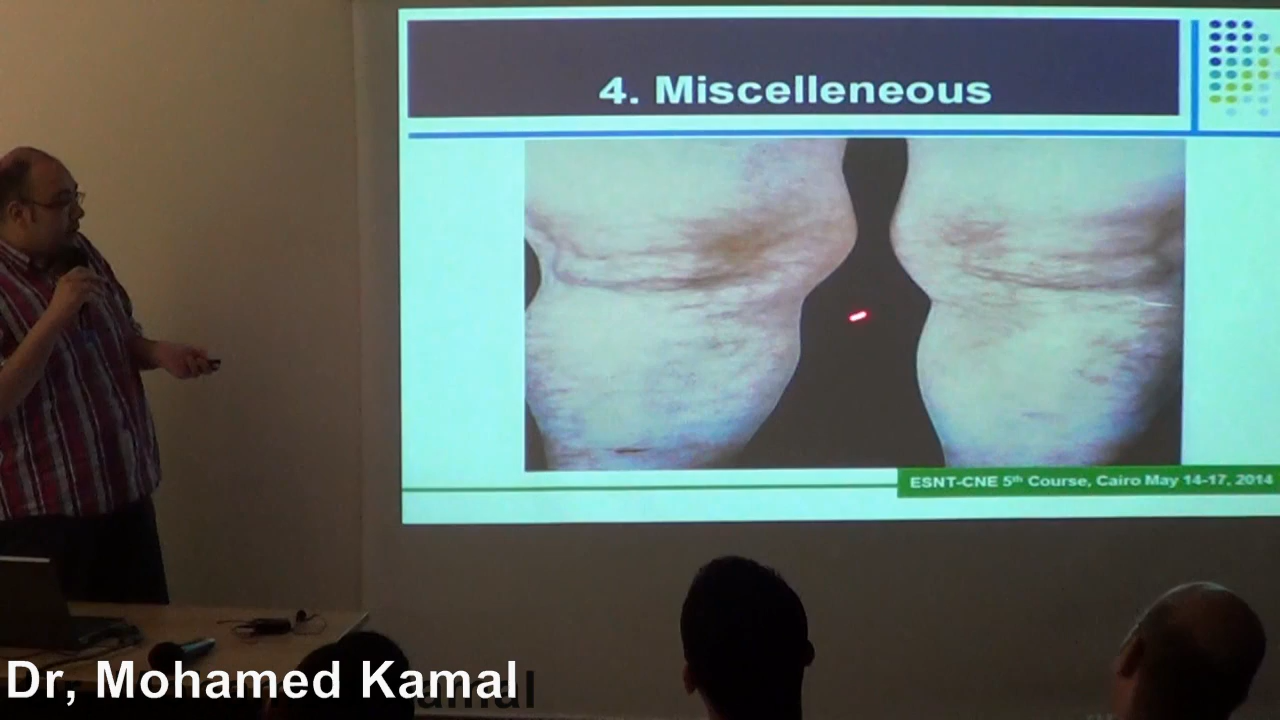 4. Miscelleneous
ESNT-CNE 5th Course, Cairo May 14-17, 2014
Dr, Mohamed Kamal